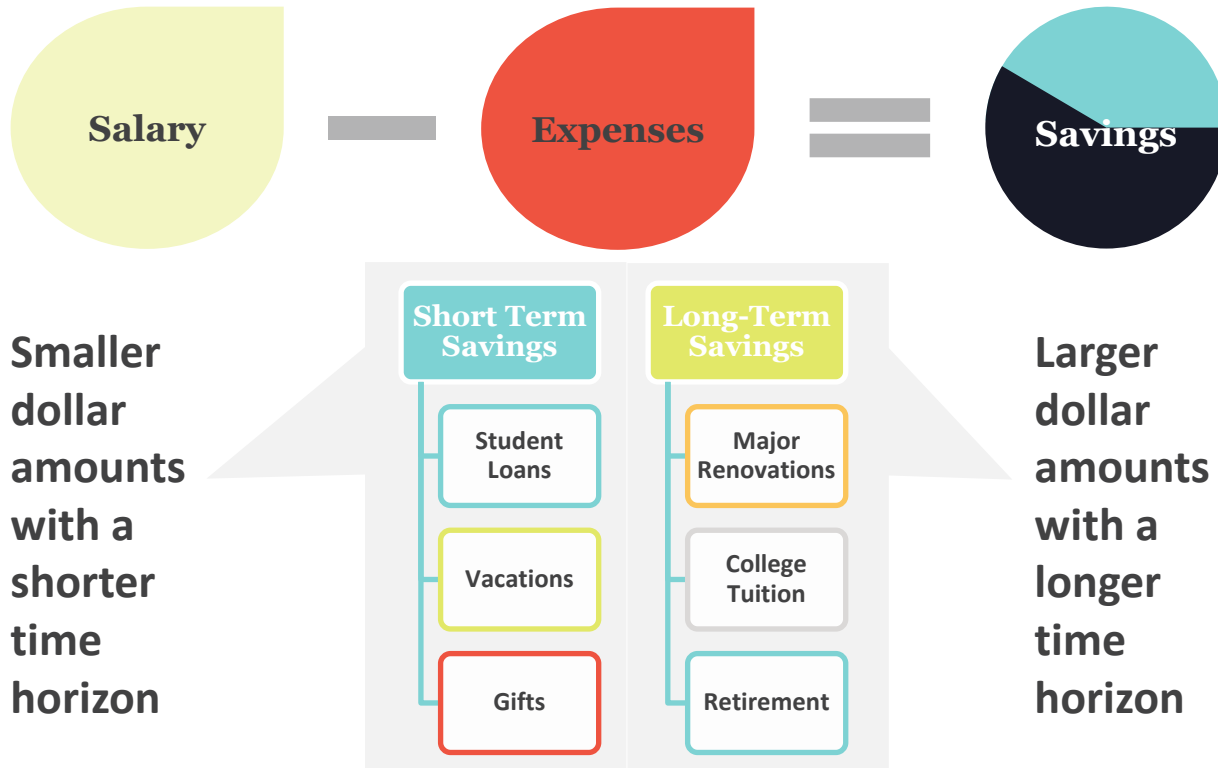 Salary
Expenses
Savings
Smaller
dollar
amounts
with a
shorter
time
horizon
Short Term
Savings
Student
Loans
Vacations
Gifts
Long-Term
Savings
Major
Renovations
College
Tuition
Retirement
Larger
dollar
amounts
with a
longer
time
horizon